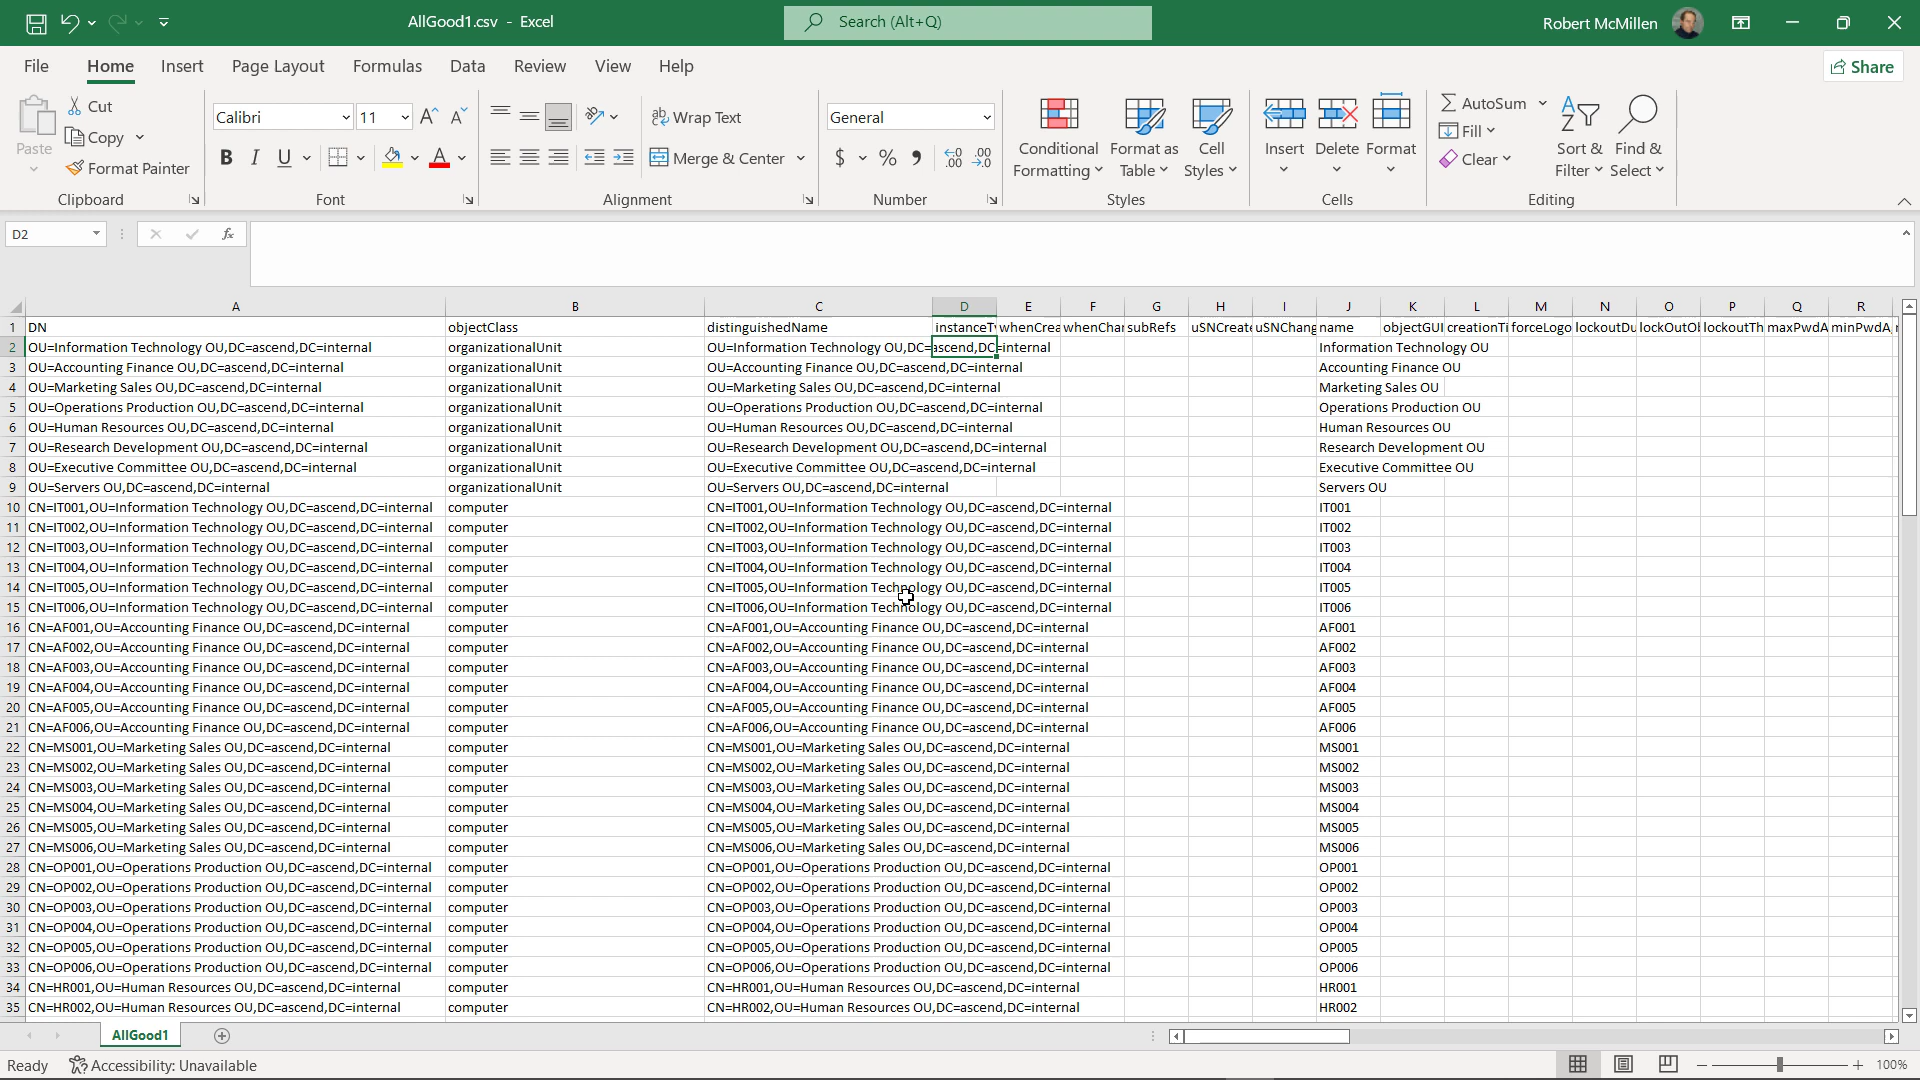 AllGood1.csv - Excel
Search (Alt+Q)
Robert McMillen
File Home Insert Page Layout Formulas Data Review View Help Share
Paste Cut Copy Format Painter Clipboard
Calibri 11 B I U Font
Wrap Text Merge & Center Alignment
General $ % Number
Conditional Formatting Format as Table Cell Styles Styles
Insert Delete Format Cells
AutoSum Fill Clear Sort & Filter Find & Select Editing
D2 fx
A B C D E F G H I J K L M N O P Q R
1 DN objectClass distinguishedName instanceTy whenCrea whenChar subRefs uSNCreate uSNChang name objectGUI creationTi forceLogo lockoutDu lockOutOl lockoutTh maxPwdA minPwdA
2 OU=Information Technology OU,DC=ascend,DC=internal organizationalUnit OU=Information Technology OU,DC=ascend,DC=internal Information Technology OU
3 OU=Accounting Finance OU,DC=ascend,DC=internal organizationalUnit OU=Accounting Finance OU,DC=ascend,DC=internal Accounting Finance OU
4 OU=Marketing Sales OU,DC=ascend,DC=internal organizationalUnit OU=Marketing Sales OU,DC=ascend,DC=internal Marketing Sales OU
5 OU=Operations Production OU,DC=ascend,DC=internal organizationalUnit OU=Operations Production OU,DC=ascend,DC=internal Operations Production OU
6 OU=Human Resources OU,DC=ascend,DC=internal organizationalUnit OU=Human Resources OU,DC=ascend,DC=internal Human Resources OU
7 OU=Research Development OU,DC=ascend,DC=internal organizationalUnit OU=Research Development OU,DC=ascend,DC=internal Research Development OU
8 OU=Executive Committee OU,DC=ascend,DC=internal organizationalUnit OU=Executive Committee OU,DC=ascend,DC=internal Executive Committee OU
9 OU=Servers OU,DC=ascend,DC=internal organizationalUnit OU=Servers OU,DC=ascend,DC=internal Servers OU
10 CN=IT001,OU=Information Technology OU,DC=ascend,DC=internal computer CN=IT001,OU=Information Technology OU,DC=ascend,DC=internal IT001
11 CN=IT002,OU=Information Technology OU,DC=ascend,DC=internal computer CN=IT002,OU=Information Technology OU,DC=ascend,DC=internal IT002
12 CN=IT003,OU=Information Technology OU,DC=ascend,DC=internal computer CN=IT003,OU=Information Technology OU,DC=ascend,DC=internal IT003
13 CN=IT004,OU=Information Technology OU,DC=ascend,DC=internal computer CN=IT004,OU=Information Technology OU,DC=ascend,DC=internal IT004
14 CN=IT005,OU=Information Technology OU,DC=ascend,DC=internal computer CN=IT005,OU=Information Technology OU,DC=ascend,DC=internal IT005
15 CN=IT006,OU=Information Technology OU,DC=ascend,DC=internal computer CN=IT006,OU=Information Technology OU,DC=ascend,DC=internal IT006
16 CN=AF001,OU=Accounting Finance OU,DC=ascend,DC=internal computer CN=AF001,OU=Accounting Finance OU,DC=ascend,DC=internal AF001
17 CN=AF002,OU=Accounting Finance OU,DC=ascend,DC=internal computer CN=AF002,OU=Accounting Finance OU,DC=ascend,DC=internal AF002
18 CN=AF003,OU=Accounting Finance OU,DC=ascend,DC=internal computer CN=AF003,OU=Accounting Finance OU,DC=ascend,DC=internal AF003
19 CN=AF004,OU=Accounting Finance OU,DC=ascend,DC=internal computer CN=AF004,OU=Accounting Finance OU,DC=ascend,DC=internal AF004
20 CN=AF005,OU=Accounting Finance OU,DC=ascend,DC=internal computer CN=AF005,OU=Accounting Finance OU,DC=ascend,DC=internal AF005
21 CN=AF006,OU=Accounting Finance OU,DC=ascend,DC=internal computer CN=AF006,OU=Accounting Finance OU,DC=ascend,DC=internal AF006
22 CN=MS001,OU=Marketing Sales OU,DC=ascend,DC=internal computer CN=MS001,OU=Marketing Sales OU,DC=ascend,DC=internal MS001
23 CN=MS002,OU=Marketing Sales OU,DC=ascend,DC=internal computer CN=MS002,OU=Marketing Sales OU,DC=ascend,DC=internal MS002
24 CN=MS003,OU=Marketing Sales OU,DC=ascend,DC=internal computer CN=MS003,OU=Marketing Sales OU,DC=ascend,DC=internal MS003
25 CN=MS004,OU=Marketing Sales OU,DC=ascend,DC=internal computer CN=MS004,OU=Marketing Sales OU,DC=ascend,DC=internal MS004
26 CN=MS005,OU=Marketing Sales OU,DC=ascend,DC=internal computer CN=MS005,OU=Marketing Sales OU,DC=ascend,DC=internal MS005
27 CN=MS006,OU=Marketing Sales OU,DC=ascend,DC=internal computer CN=MS006,OU=Marketing Sales OU,DC=ascend,DC=internal MS006
28 CN=OP001,OU=Operations Production OU,DC=ascend,DC=internal computer CN=OP001,OU=Operations Production OU,DC=ascend,DC=internal OP001
29 CN=OP002,OU=Operations Production OU,DC=ascend,DC=internal computer CN=OP002,OU=Operations Production OU,DC=ascend,DC=internal OP002
30 CN=OP003,OU=Operations Production OU,DC=ascend,DC=internal computer CN=OP003,OU=Operations Production OU,DC=ascend,DC=internal OP003
31 CN=OP004,OU=Operations Production OU,DC=ascend,DC=internal computer CN=OP004,OU=Operations Production OU,DC=ascend,DC=internal OP004
32 CN=OP005,OU=Operations Production OU,DC=ascend,DC=internal computer CN=OP005,OU=Operations Production OU,DC=ascend,DC=internal OP005
33 CN=OP006,OU=Operations Production OU,DC=ascend,DC=internal computer CN=OP006,OU=Operations Production OU,DC=ascend,DC=internal OP006
34 CN=HR001,OU=Human Resources OU,DC=ascend,DC=internal computer CN=HR001,OU=Human Resources OU,DC=ascend,DC=internal HR001
35 CN=HR002,OU=Human Resources OU,DC=ascend,DC=internal computer CN=HR002,OU=Human Resources OU,DC=ascend,DC=internal HR002
AllGood1
Ready Accessibility: Unavailable 100%